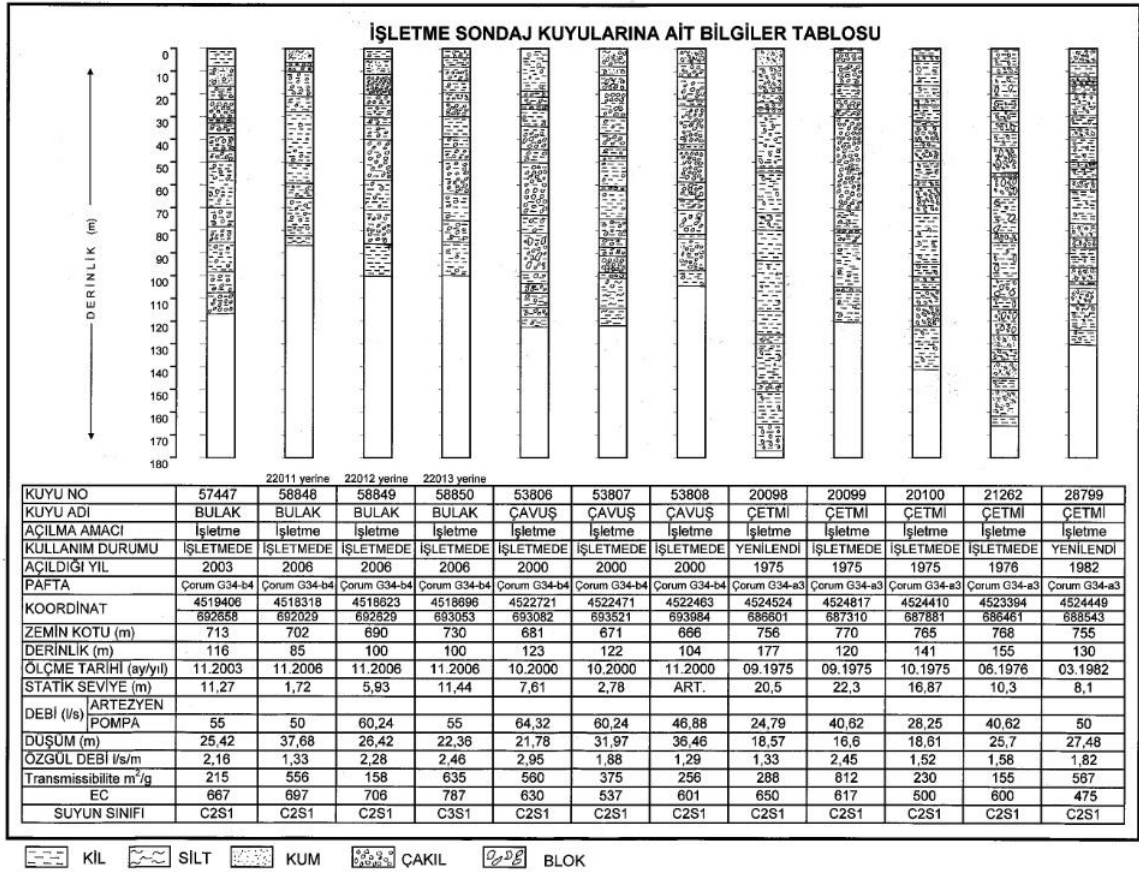 İŞLETME SONDAJ KUYULARINA AİT BİLGİLER TABLOSU
DERİNLİK (m)
0
10
20
30
40
50
60
70
80
90
100
110
120
130
140
150
160
170
180
22011 yerine 22012 yerine 22013 yerine
KUYU NO 57447 58848 58849 58850 53806 53807 53808 20098 20099 20100 21262 28799
KUYU ADI BULAK BULAK BULAK BULAK ÇAVUŞ ÇAVUŞ ÇAVUŞ ÇETMİ ÇETMİ ÇETMİ ÇETMİ ÇETMİ
AÇILMA AMACI İşletme İşletme İşletme İşletme İşletme İşletme İşletme İşletme İşletme İşletme İşletme İşletme
KULLANIM DURUMU İŞLETMEDE İŞLETMEDE İŞLETMEDE İŞLETMEDE İŞLETMEDE İŞLETMEDE İŞLETMEDE YENİLENDİ İŞLETMEDE İŞLETMEDE İŞLETMEDE YENİLENDİ
AÇILDIĞI YIL 2003 2006 2006 2006 2000 2000 2000 1975 1975 1975 1976 1982
PAFTA Çorum G34-b4 Çorum G34-b4 Çorum G34-b4 Çorum G34-b4 Çorum G34-b4 Çorum G34-b4 Çorum G34-b4 Çorum G34-a3 Çorum G34-a3 Çorum G34-a3 Çorum G34-a3 Çorum G34-a3
KOORDİNAT 4519406 4518318 4518623 4518696 4522721 4522471 4522463 4524524 4524817 4524410 4523394 4524449
692658 692029 692629 693053 693082 693521 693984 686601 687310 687881 686461 688543
ZEMİN KOTU (m) 713 702 690 730 681 671 666 756 770 765 768 755
DERİNLİK (m) 116 85 100 100 123 122 104 177 120 141 155 130
ÖLÇME TARİHİ (ay/yıl) 11.2003 11.2006 11.2006 11.2006 10.2000 10.2000 11.2000 09.1975 09.1975 10.1975 06.1976 03.1982
STATİK SEVİYE (m) 11,27 1,72 5,93 11,44 7,61 2,78 ART. 20,5 22,3 16,87 10,3 8,1
DEBİ (l/s) ARTEZYEN
POMPA 55 50 60,24 55 64,32 60,24 46,88 24,79 40,62 28,25 40,62 50
DÜŞÜM (m) 25,42 37,68 26,42 22,36 21,78 31,97 36,46 18,57 16,6 18,61 25,7 27,48
ÖZGÜL DEBİ l/s/m 2,16 1,33 2,28 2,46 2,95 1,88 1,29 1,33 2,45 1,52 1,58 1,82
Transmissibilite m²/g 215 556 158 635 560 375 256 288 812 230 155 567
EC 667 697 706 787 630 537 601 650 617 500 600 475
SUYUN SINIFI C2S1 C2S1 C2S1 C3S1 C2S1 C2S1 C2S1 C2S1 C2S1 C2S1 C2S1 C2S1
KİL SİLT KUM ÇAKIL BLOK